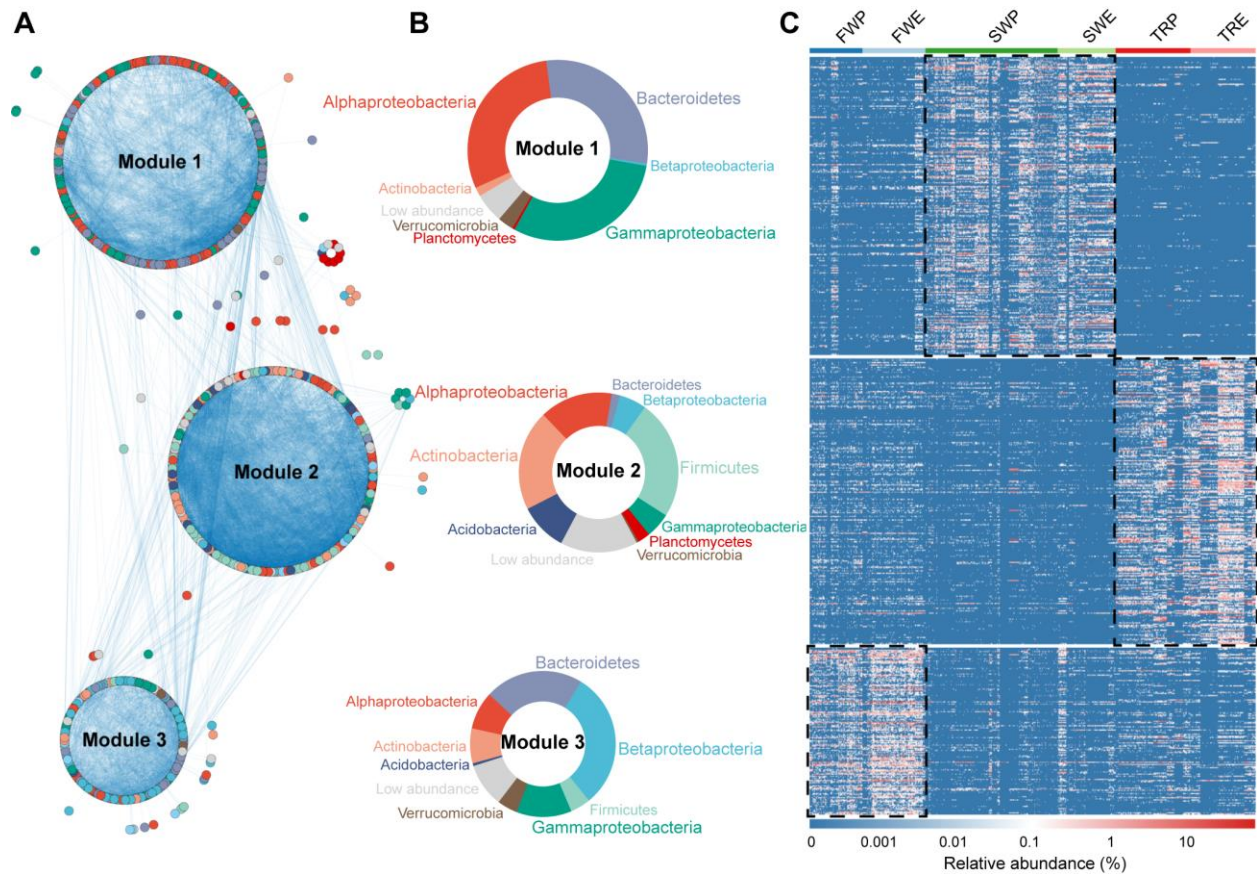 A
Module 1
Module 2
Module 3
B
Alphaproteobacteria
Bacteroidetes
Betaproteobacteria
Module 1
Actinobacteria
Low abundance
Verrucomicrobia
Planctomycetes
Gammaproteobacteria
Bacteroidetes
Alphaproteobacteria
Betaproteobacteria
Actinobacteria
Module 2
Firmicutes
Acidobacteria
Gammaproteobacteria
Planctomycetes
Low abundance
Verrucomicrobia
Bacteroidetes
Alphaproteobacteria
Actinobacteria
Module 3
Betaproteobacteria
Acidobacteria
Low abundance
Verrucomicrobia
Firmicutes
Gammaproteobacteria
C
FWP FWE SWP SWE TRP TRE
0 0.001 0.01 0.1 1 10
Relative abundance (%)